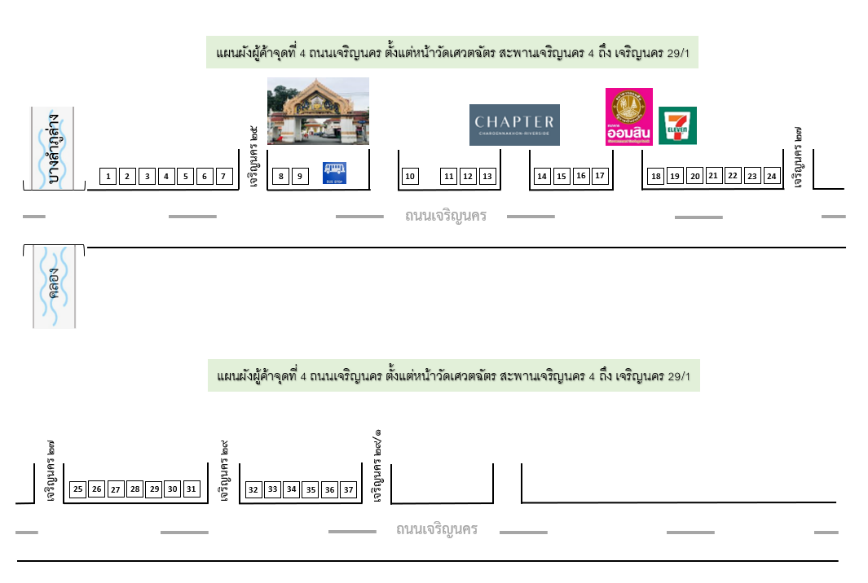 แผนผังผู้ค้าจุดที่ 4 ถนนเจริญนคร ตั้งแต่หน้าวัดเศวตฉัตร สะพานเจริญนคร 4 ถึง เจริญนคร 29/1
บางลำภูล่าง
เจริญนคร ๒๕
CHAPTER
CHAROENNAKHON RIVERSIDE
ออมสิน
7
ELEVEN
เจริญนคร ๒๗
1 2 3 4 5 6 7 8 9 10 11 12 13 14 15 16 17 18 19 20 21 22 23 24
ถนนเจริญนคร
คลอง
แผนผังผู้ค้าจุดที่ 4 ถนนเจริญนคร ตั้งแต่หน้าวัดเศวตฉัตร สะพานเจริญนคร 4 ถึง เจริญนคร 29/1
เจริญนคร ๒๗
เจริญนคร ๒๙
เจริญนคร ๒๙/๑
25 26 27 28 29 30 31 32 33 34 35 36 37
ถนนเจริญนคร